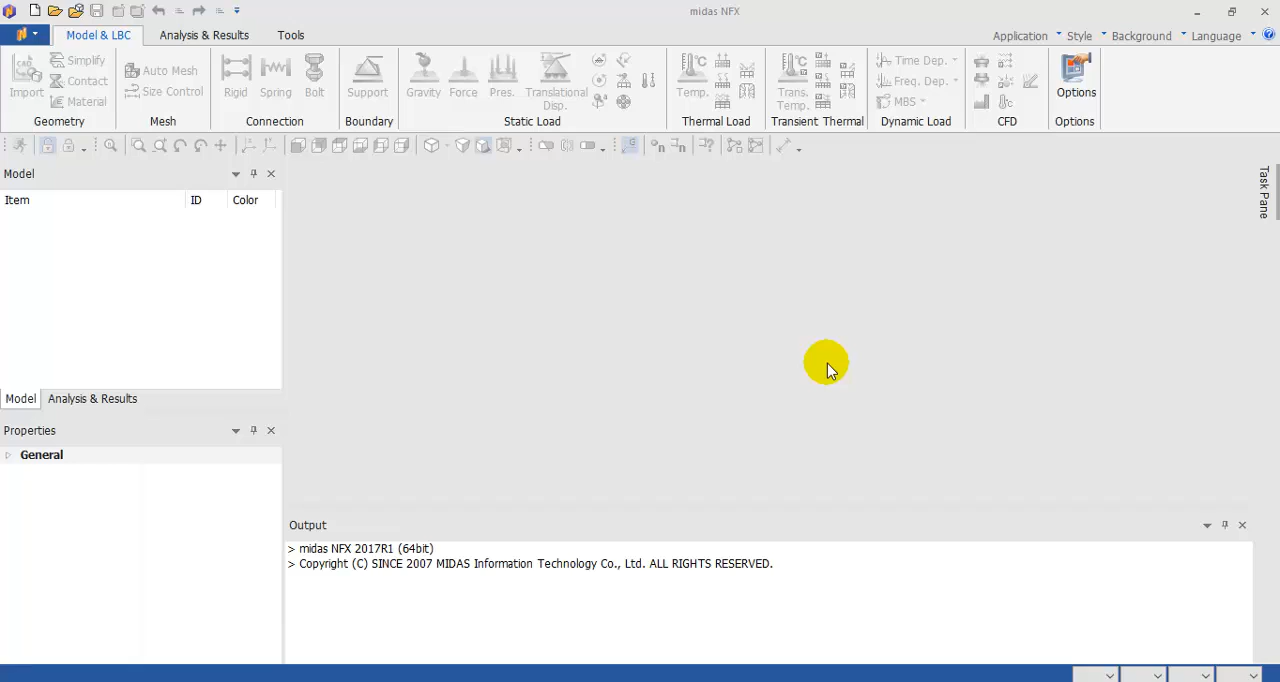 midas NFX
Model & LBC
Analysis & Results
Tools
Application
Style
Background
Language
Import
Simplify
Contact
Material
Geometry
Auto Mesh
Size Control
Mesh
Rigid
Spring
Bolt
Connection
Support
Boundary
Gravity
Force
Pres.
Translational
Disp.
Static Load
Temp.
Thermal Load
Trans.
Temp.
Transient Thermal
Time Dep.
Freq. Dep.
MBS
Dynamic Load
CFD
Options
Options
Model
Item
ID
Color
Model
Analysis & Results
Properties
General
Task Pane
Output
> midas NFX 2017R1 (64bit)
> Copyright (C) SINCE 2007 MIDAS Information Technology Co., Ltd. ALL RIGHTS RESERVED.